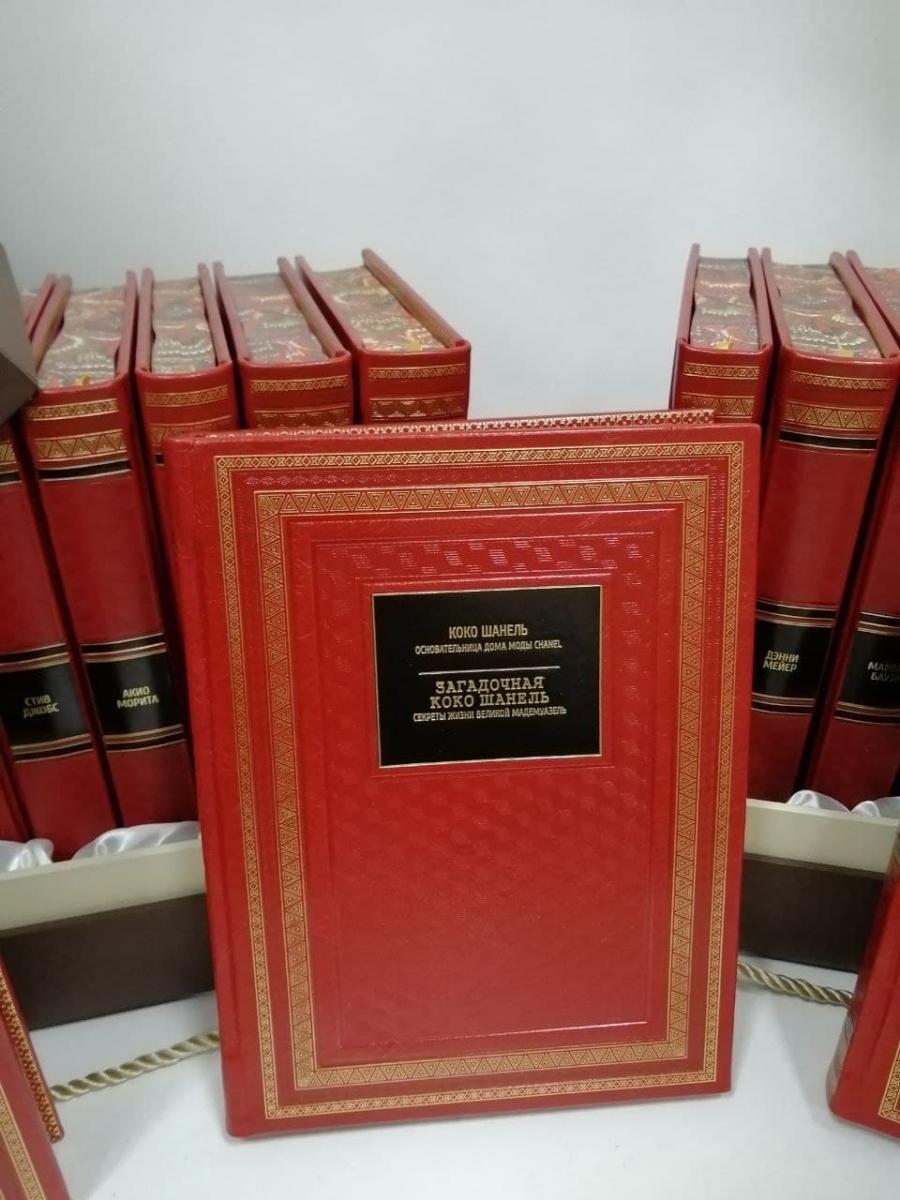 КОКО ШАНЕЛЬ
ОСНОВАТЕЛЬНИЦА ДОМА МОДЫ CHANEL
ЗАГАДОЧНАЯ
КОКО ШАНЕЛЬ
СЕКРЕТЫ ЖИЗНИ ВЕЛИКОЙ МАДЕМУАЗЕЛЬ
СТИВ
ДЖОБС
АКИО
МОРИТА
ДЭННИ
МЕЙЕР